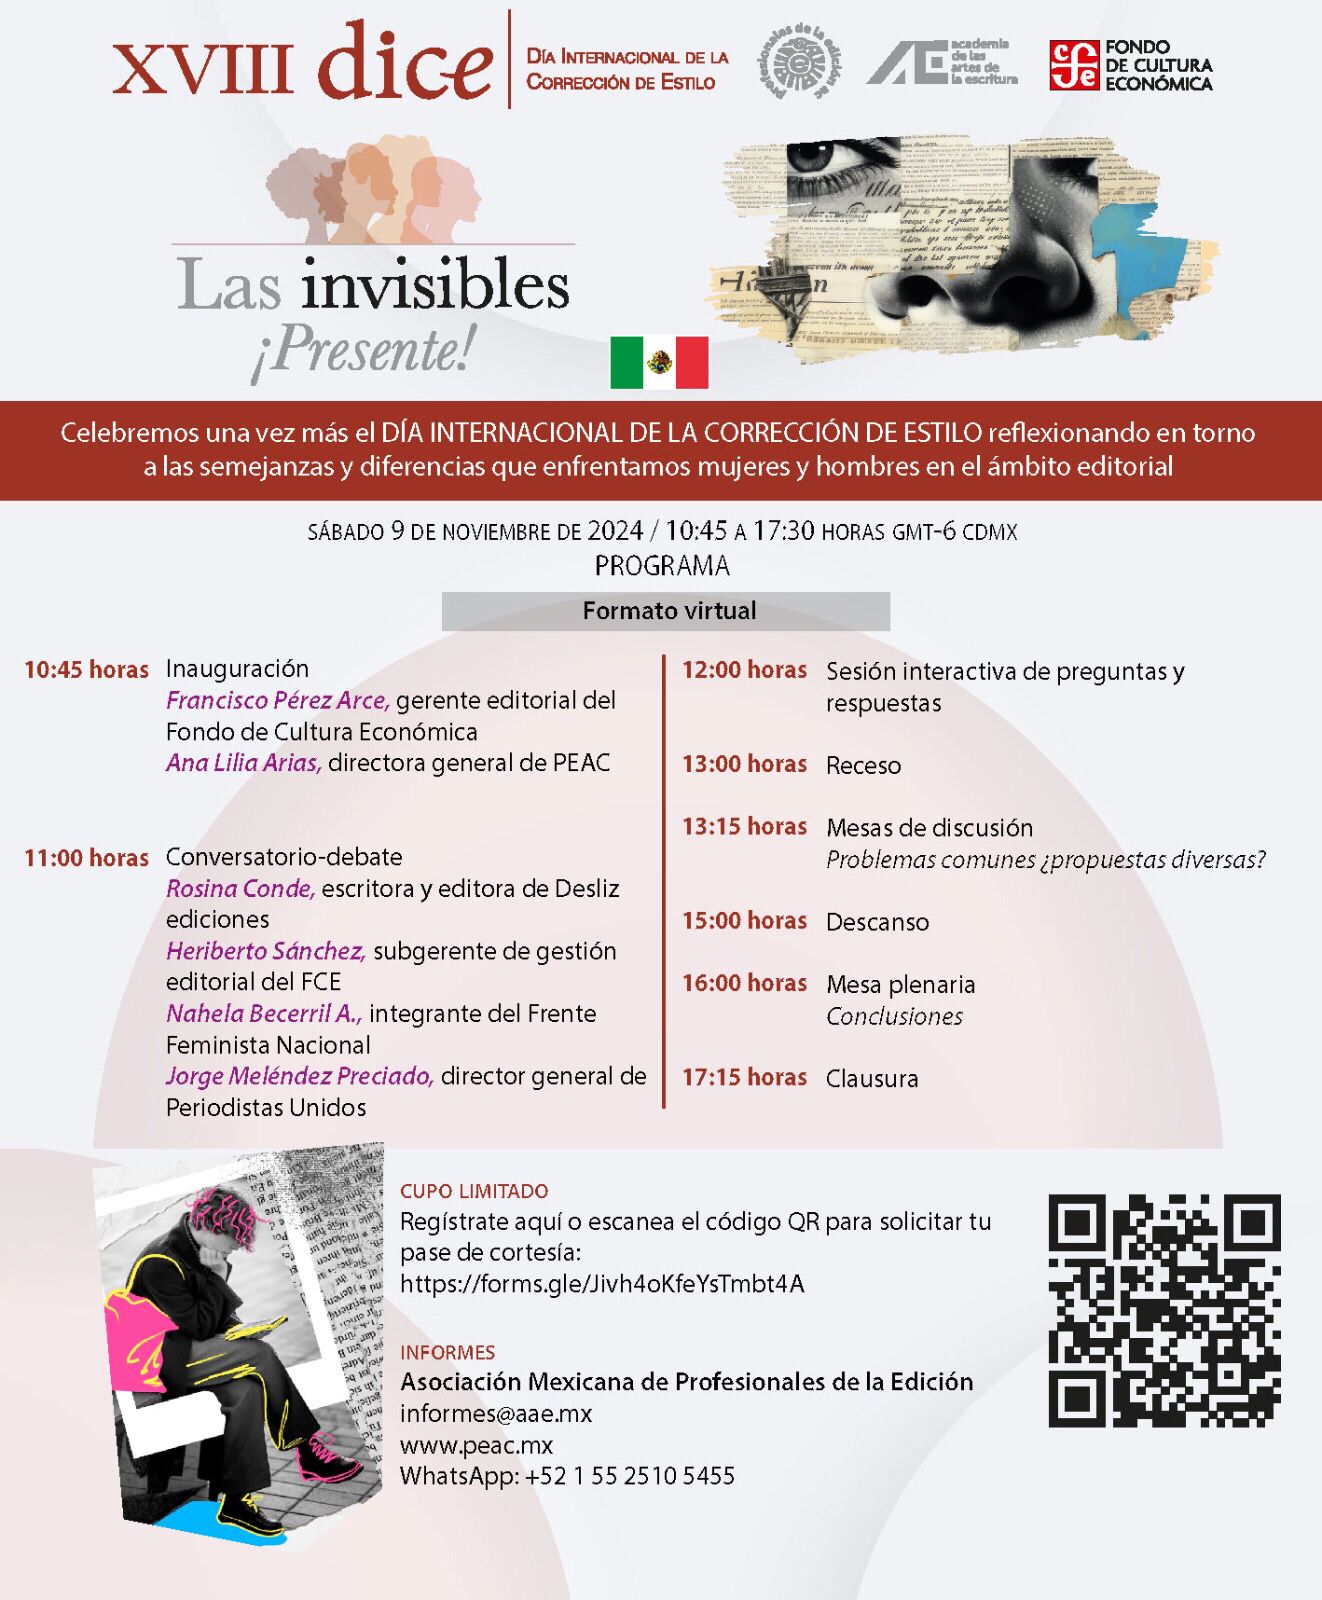 XVIII dice
DÍA INTERNACIONAL DE LA
CORRECCIÓN DE ESTILO
Profesionales de la edición ac
AE
academia
de las
artes de
la escritura
cfe
FONDO
DE CULTURA
ECONÓMICA
Las invisibles
¡Presente!
Celebremos una vez más el DÍA INTERNACIONAL DE LA CORRECCIÓN DE ESTILO reflexionando en torno
a las semejanzas y diferencias que enfrentamos mujeres y hombres en el ámbito editorial
SÁBADO 9 DE NOVIEMBRE DE 2024 / 10:45 A 17:30 HORAS GMT-6 CDMX
PROGRAMA
Formato virtual
10:45 horas Inauguración
Francisco Pérez Arce, gerente editorial del
Fondo de Cultura Económica
Ana Lilia Arias, directora general de PEAC
11:00 horas Conversatorio-debate
Rosina Conde, escritora y editora de Desliz
ediciones
Heriberto Sánchez, subgerente de gestión
editorial del FCE
Nahela Becerril A., integrante del Frente
Feminista Nacional
Jorge Meléndez Preciado, director general de
Periodistas Unidos
12:00 horas Sesión interactiva de preguntas y
respuestas
13:00 horas Receso
13:15 horas Mesas de discusión
Problemas comunes ¿propuestas diversas?
15:00 horas Descanso
16:00 horas Mesa plenaria
Conclusiones
17:15 horas Clausura
CUPO LIMITADO
Regístrate aquí o escanea el código QR para solicitar tu
pase de cortesía:
https://forms.gle/Jivh4oKfeYsTmbt4A
INFORMES
Asociación Mexicana de Profesionales de la Edición
informes@aae.mx
www.peac.mx
WhatsApp: +52 1 55 2510 5455